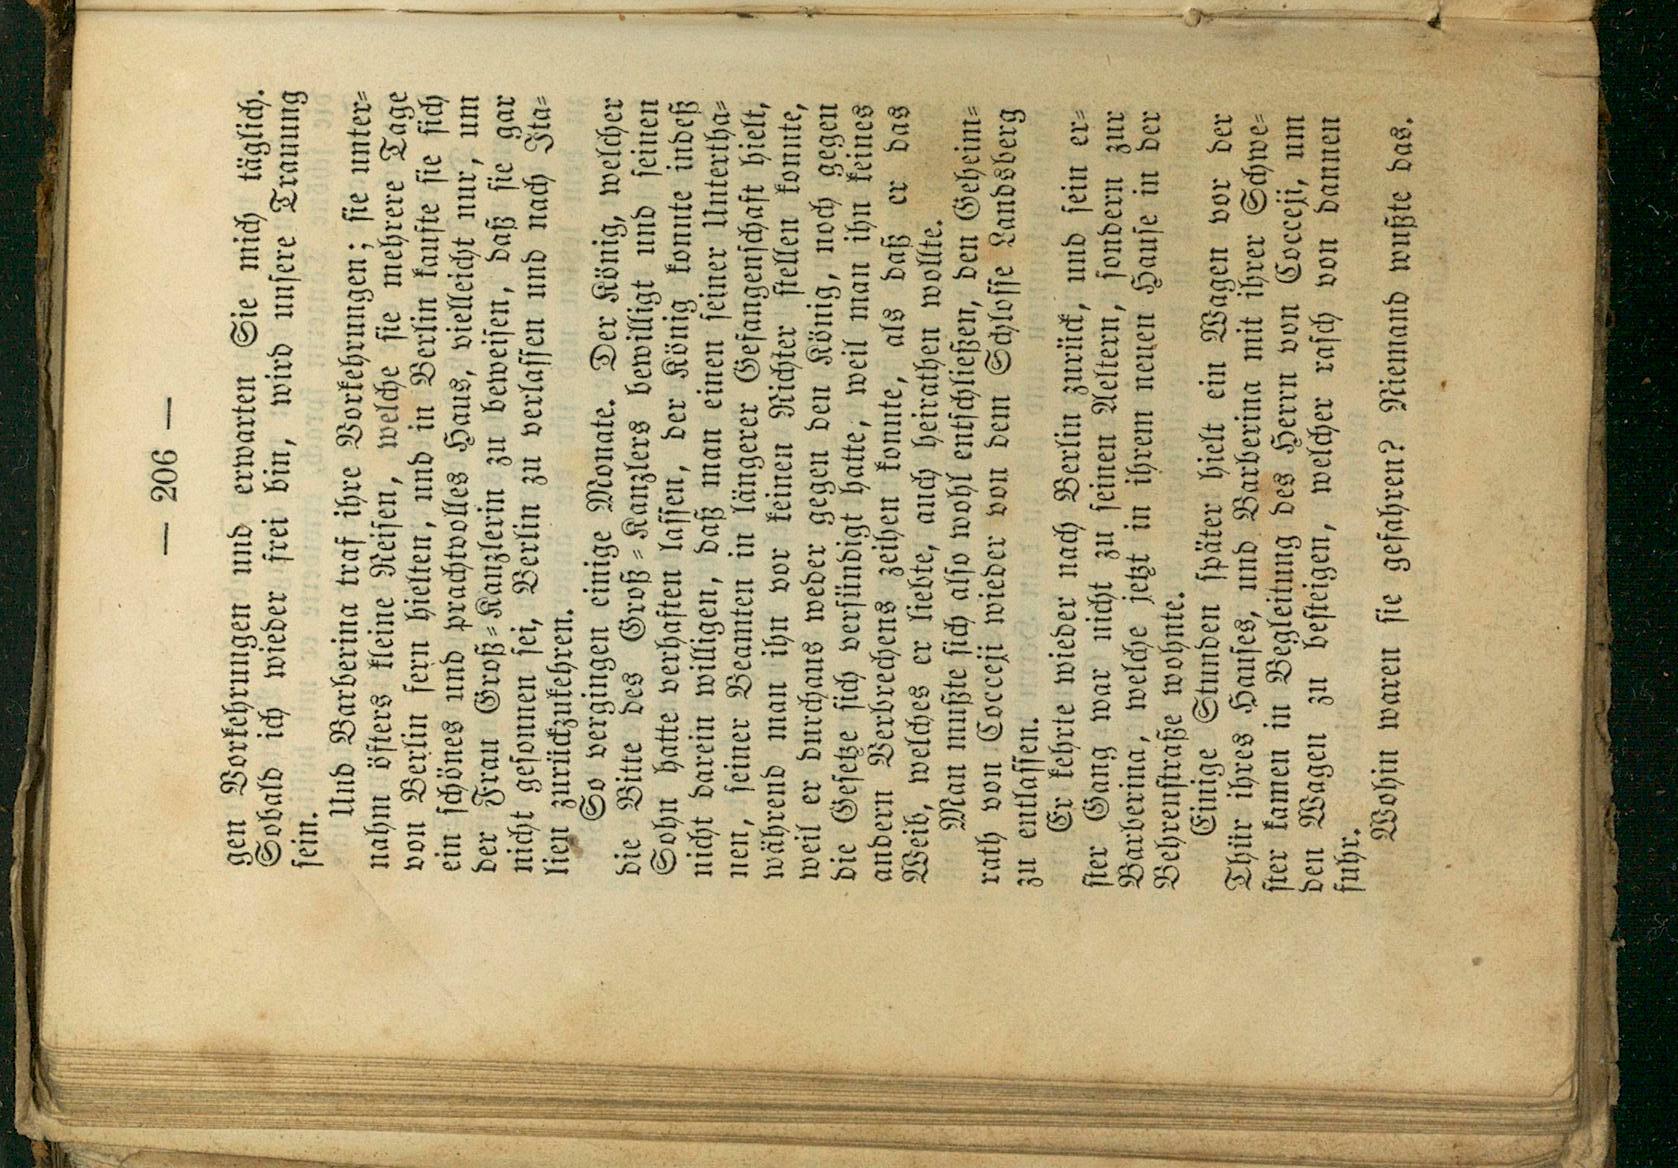 — 206 —
gen Vorkehrungen und erwarten Sie mich täglich.
Sobald ich wieder frei bin, wird unsere Trauung
sein.
Und Barberina traf ihre Vorkehrungen; sie unter=
nahm öfters kleine Reisen, welche sie mehrere Tage
von Berlin fern hielten, und in Berlin kaufte sie sich
ein schönes und prachtvolles Haus, vielleicht nur, um
der Frau Groß=Kanzlerin zu beweisen, daß sie gar
nicht gesonnen sei, Berlin zu verlassen und nach Ita=
lien zurückzukehren.
So vergingen einige Monate. Der König, welcher
die Bitte des Groß=Kanzlers bewilligt und seinen
Sohn hatte verhaften lassen, der König konnte indeß
nicht darein willigen, daß man einen seiner Untertha=
nen, seiner Beamten in längerer Gefangenschaft hielt,
während man ihn vor keinen Richter stellen konnte,
weil er durchaus weder gegen den König, noch gegen
die Gesetze sich versündigt hatte, weil man ihn keines
andern Verbrechens zeihen konnte, als daß er das
Weib, welches er liebte, auch heirathen wollte.
Man mußte sich also wohl entschließen, den Geheim=
rath von Cocceji wieder von dem Schlosse Landsberg
zu entlassen.
Er kehrte wieder nach Berlin zurück, und sein er=
ster Gang war nicht zu seinen Aeltern, sondern zur
Barberina, welche jetzt in ihrem neuen Hause in der
Behrenstraße wohnte.
Einige Stunden später hielt ein Wagen vor der
Thür ihres Hauses, und Barberina mit ihrer Schwe=
ster kamen in Begleitung des Herrn von Cocceji, um
den Wagen zu besteigen, welcher rasch von dannen
fuhr.
Wohin waren sie gefahren? Niemand wußte das.